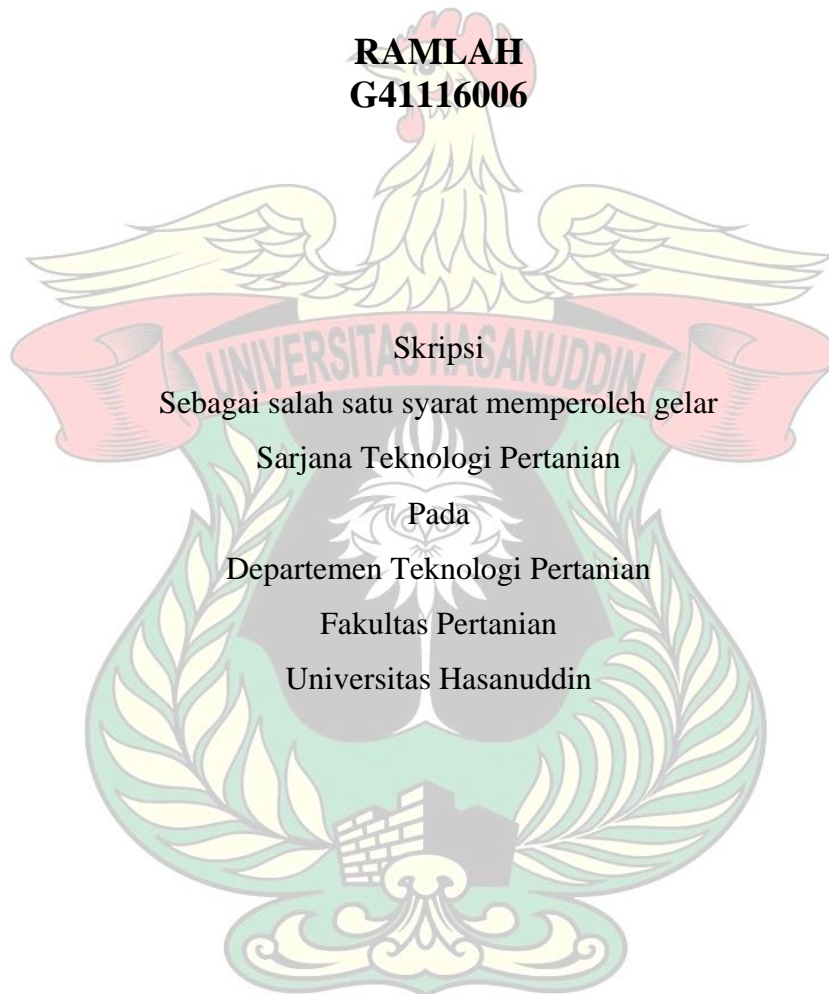 RAMLAH
G41116006
UNIVERSITAS HASANUDDIN
Skripsi
Sebagai salah satu syarat memperoleh gelar
Sarjana Teknologi Pertanian
Pada
Departemen Teknologi Pertanian
Fakultas Pertanian
Universitas Hasanuddin